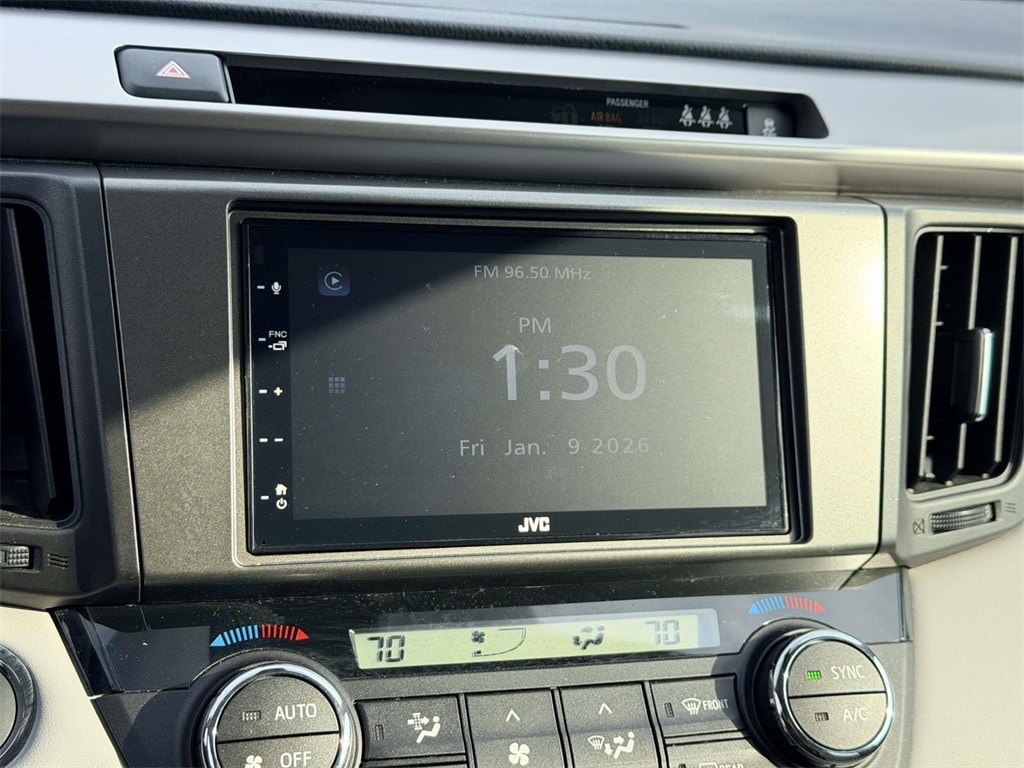 PASSENGER
AIR BAG
FM 96.50 MHz
FNC
PM
1:30
Fri Jan. 9 2026
JVC
70
70
AUTO
OFF
FRONT
REAR
SYNC
A/C